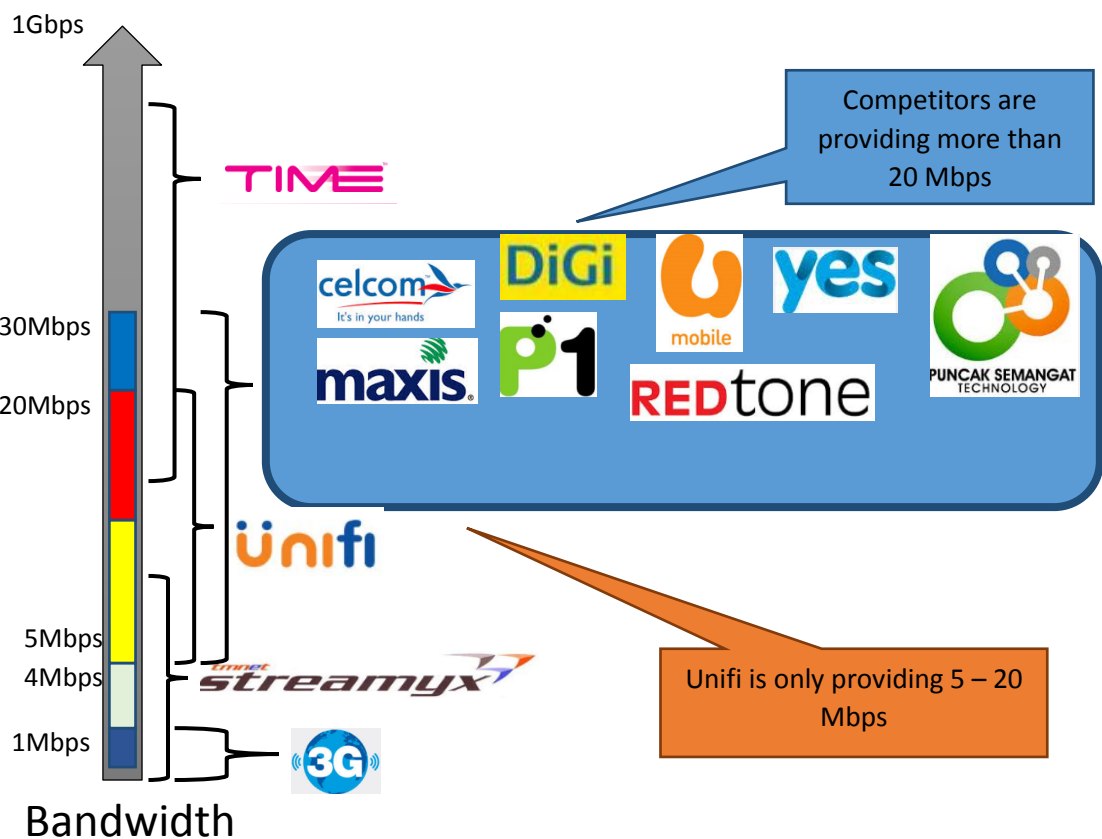 1Gbps
Competitors are
providing more than
20 Mbps
TIME
celcom
It's in your hands
DiGi
mobile
yes
PUNCAK SEMANGAT
TECHNOLOGY
maxis®
P1
REDtone
30Mbps
20Mbps
ünifi
5Mbps
4Mbps
tmnet
streamyx
Unifi is only providing 5 – 20
Mbps
1Mbps
3G
Bandwidth